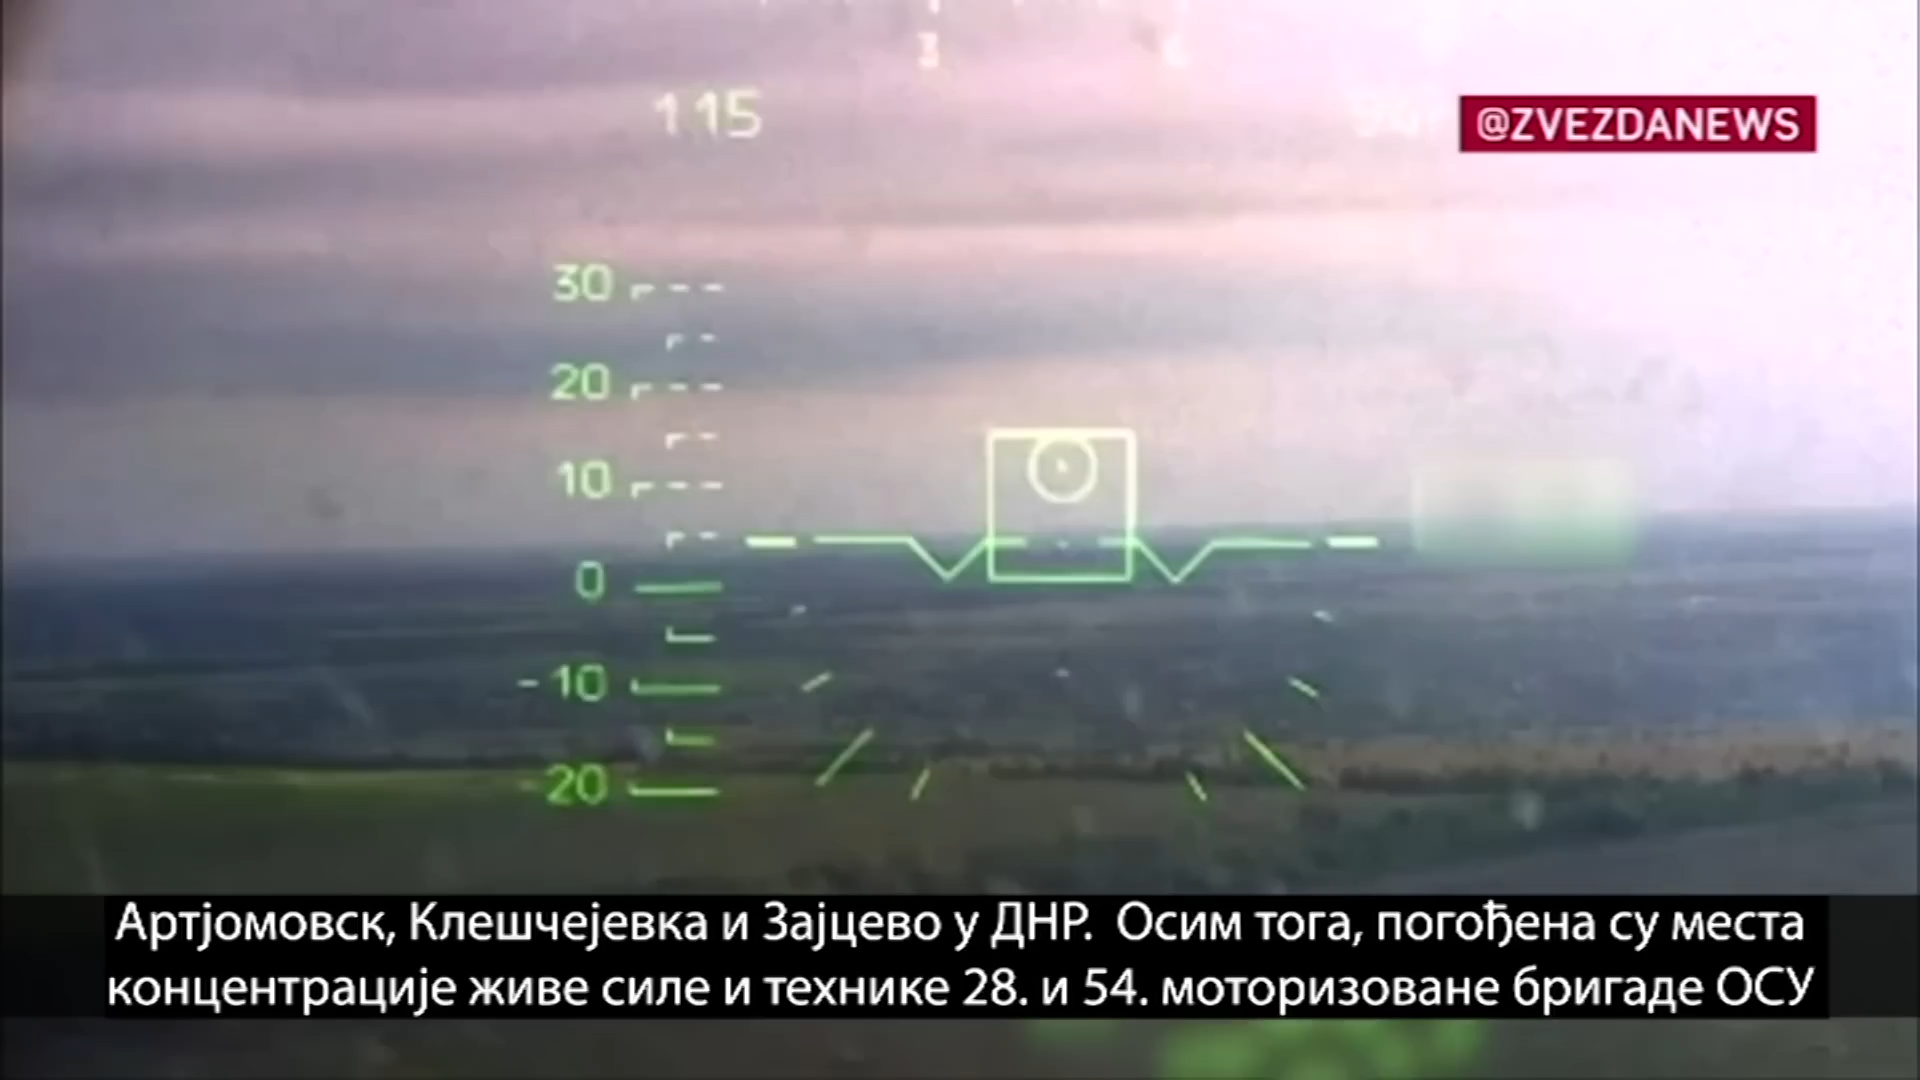 3
115
@ZVEZDANEWS
30
20
10
0
-10
-20
Артјомовск, Клешчејевка и Зајцево у ДНР. Осим тога, погођена су места
концентрације живе силе и технике 28. и 54. моторизоване бригаде ОСУ